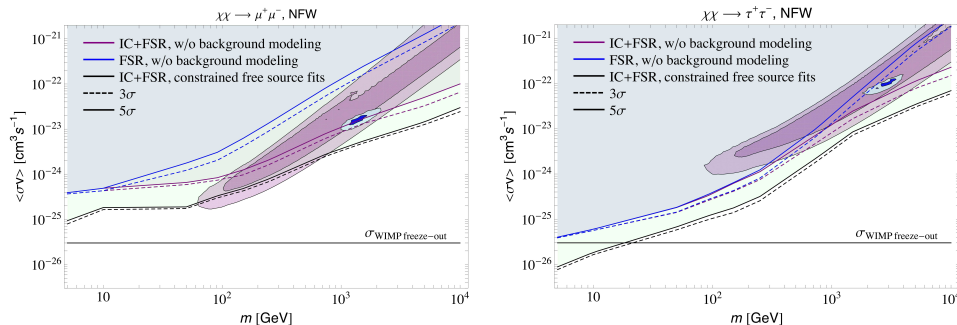 χχ ⟶ μ⁺μ⁻, NFW
10⁻²¹
10⁻²²
10⁻²³
10⁻²⁴
10⁻²⁵
10⁻²⁶
<σv> [cm³s⁻¹]
IC+FSR, w/o background modeling
FSR, w/o background modeling
IC+FSR, constrained free source fits
3σ
5σ
σWIMP freeze−out
10
10²
10³
10⁴
m [GeV]
χχ ⟶ τ⁺τ⁻, NFW
10⁻²¹
10⁻²²
10⁻²³
10⁻²⁴
10⁻²⁵
10⁻²⁶
<σv> [cm³s⁻¹]
IC+FSR, w/o background modeling
FSR, w/o background modeling
IC+FSR, constrained free source fits
3σ
5σ
σWIMP freeze−out
10
10²
10³
10⁴
m [GeV]